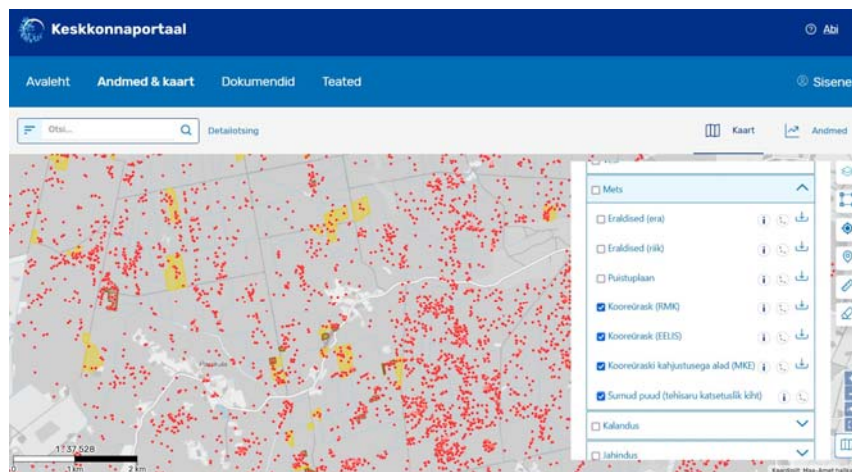 Keskkonnaportaal
Abi
Avaleht
Andmed & kaart
Dokumendid
Teated
Sisene
Otsi...
Detailotsing
Kaart
Andmed
Mets
Eraldised (era)
Eraldised (riik)
Puistuplaan
Kooreürask (RMK)
Kooreürask (EELIS)
Kooreüraski kahjustusega alad (MKE)
Surnud puud (tehisaru katsetuslik kiht)
Kalandus
Jahindus
1:37,528
0 1 km 2 km